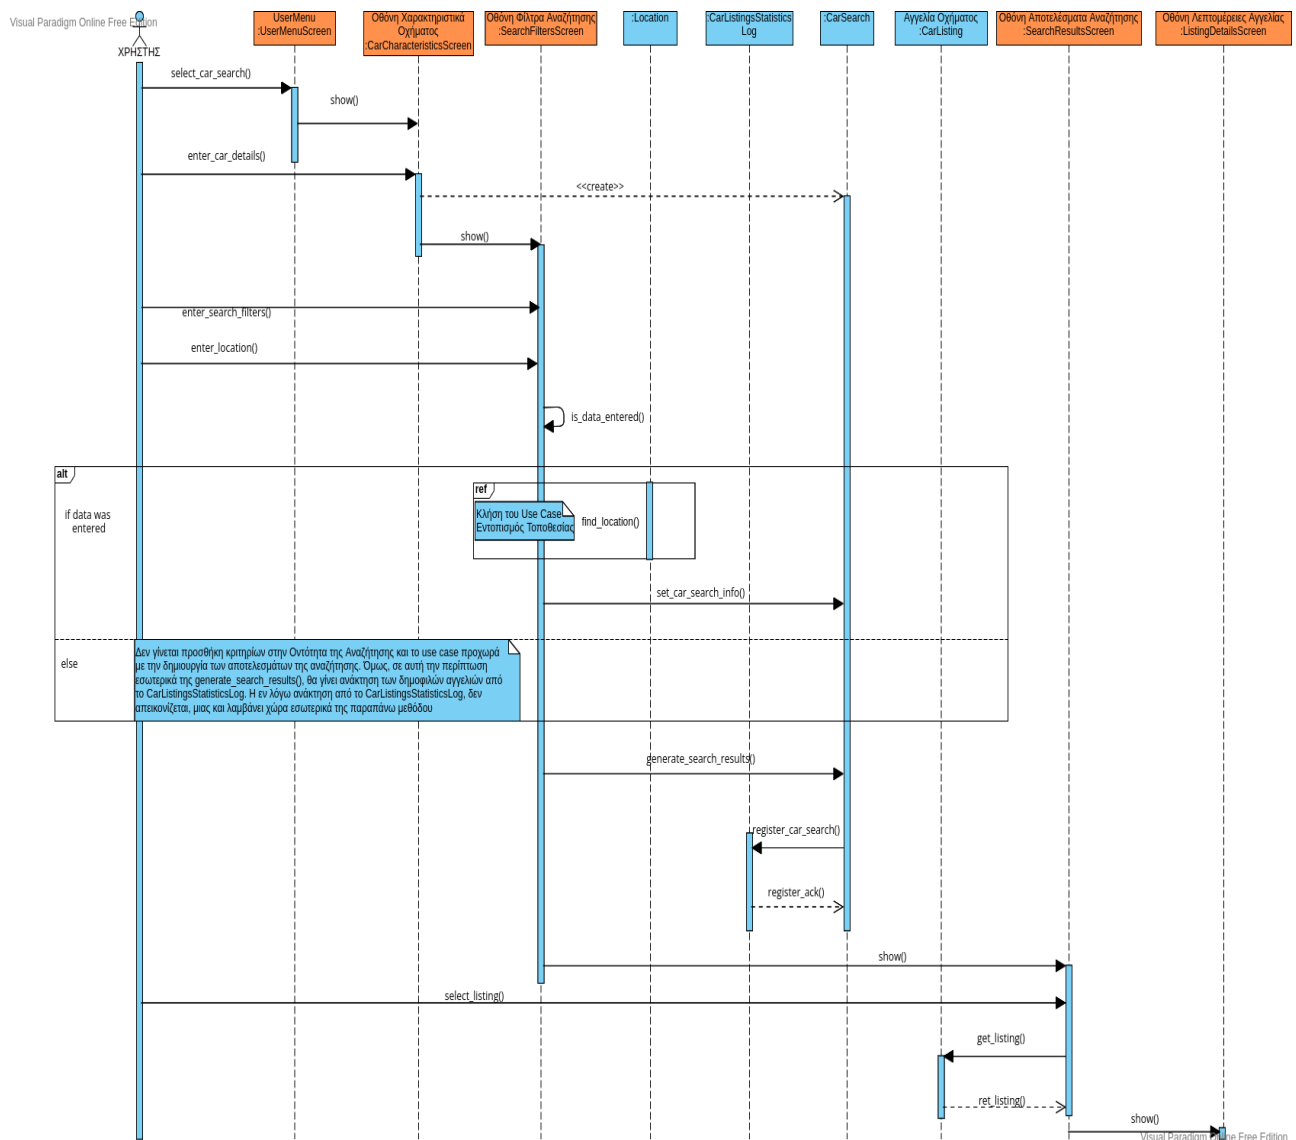 Visual Paradigm Online Free Edition
ΧΡΗΣΤΗΣ
UserMenu
:UserMenuScreen
Οθόνη Χαρακτηριστικά
Οχήματος
:CarCharacteristicsScreen
Οθόνη Φίλτρα Αναζήτησης
:SearchFiltersScreen
:Location
:CarListingsStatistics
Log
:CarSearch
Αγγελία Οχήματος
:CarListing
Οθόνη Αποτελέσματα Αναζήτησης
:SearchResultsScreen
Οθόνη Λεπτομέρειες Αγγελίας
:ListingDetailsScreen
select_car_search()
show()
enter_car_details()
<<create>>
show()
enter_search_filters()
enter_location()
is_data_entered()
alt
if data was
entered
ref
Κλήση του Use Case
Εντοπισμός Τοποθεσίας
find_location()
set_car_search_info()
else
Δεν γίνεται προσθήκη κριτηρίων στην Οντότητα της Αναζήτησης και το use case προχωρά
με την δημιουργία των αποτελεσμάτων της αναζήτησης. Όμως, σε αυτή την περίπτωση
εσωτερικά της generate_search_results(), θα γίνει ανάκτηση των δημοφιλών αγγελιών από
το CarListingsStatisticsLog. Η εν λόγω ανάκτηση από το CarListingsStatisticsLog, δεν
απεικονίζεται, μιας και λαμβάνει χώρα εσωτερικά της παραπάνω μεθόδου
generate_search_results()
register_car_search()
register_ack()
show()
select_listing()
get_listing()
ret_listing()
show()
Visual Paradigm Online Free Edition